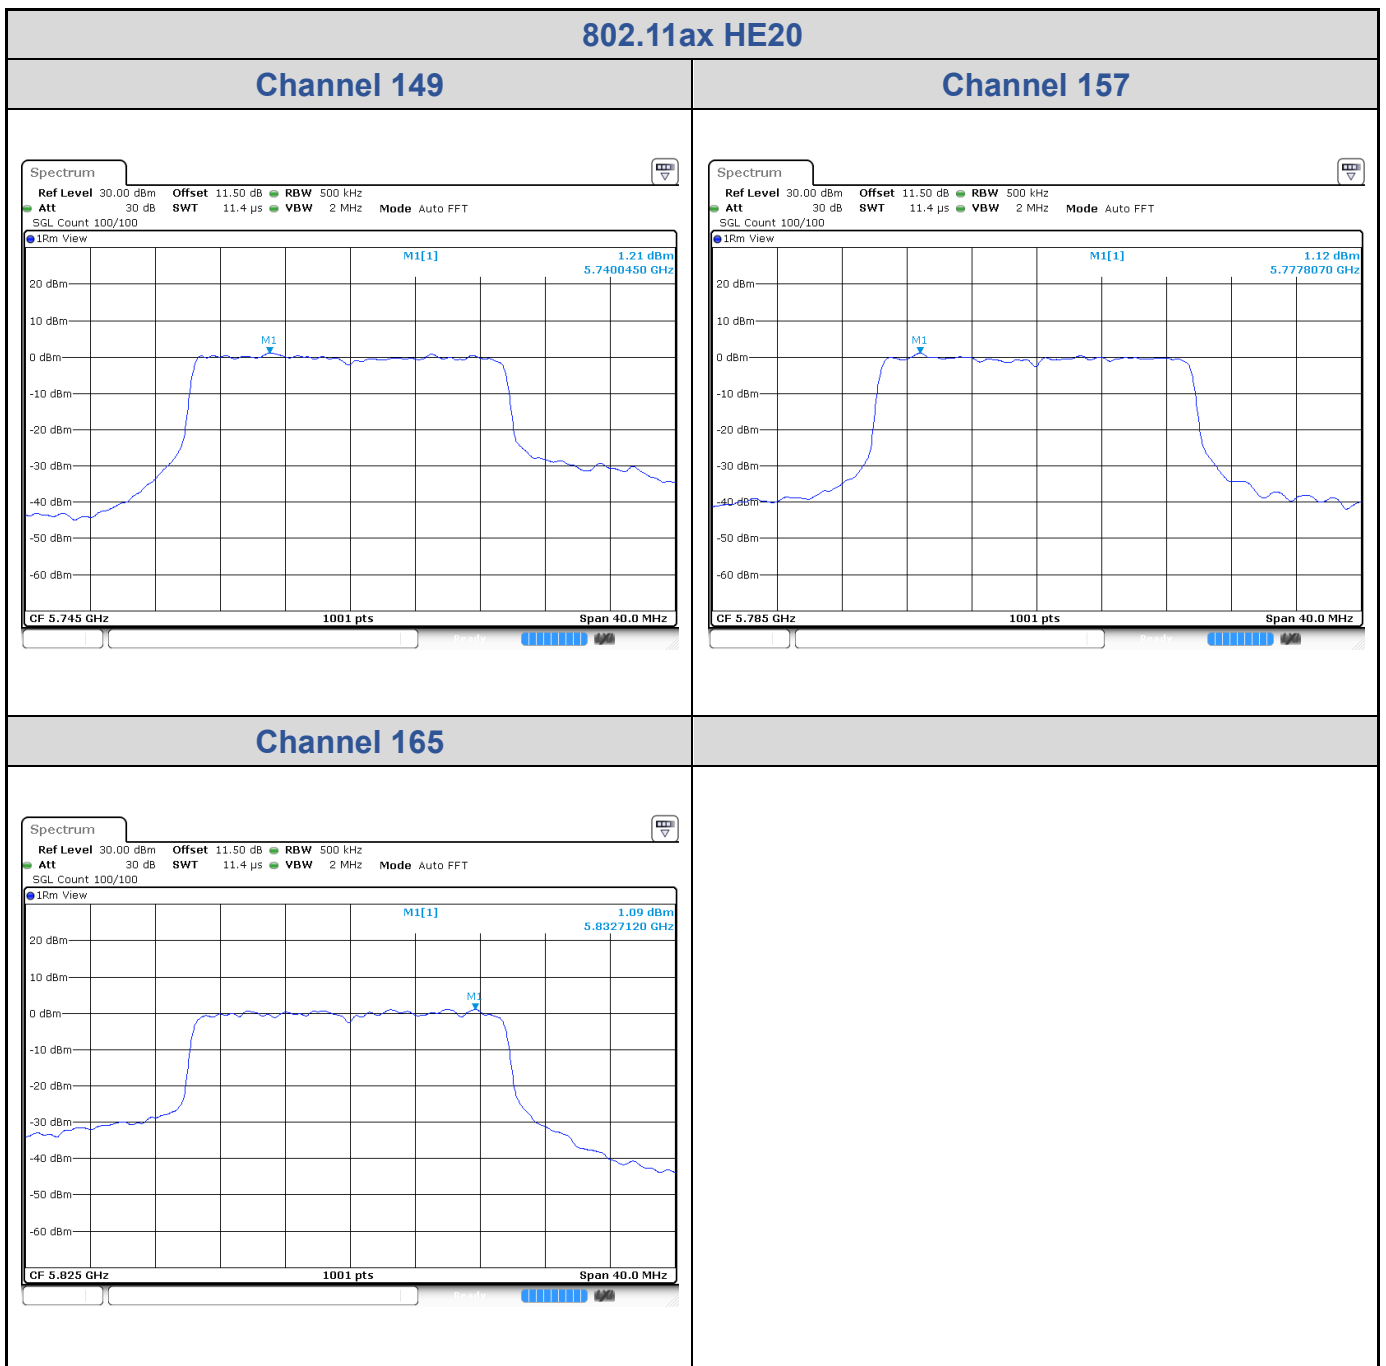 802.11ax HE20
Channel 149
Spectrum
Ref Level 30.00 dBm Offset 11.50 dB RBW 500 kHz
Att 30 dB SWT 11.4 µs VBW 2 MHz Mode Auto FFT
SGL Count 100/100
1Rm View
M1[1] 1.21 dBm
5.7400450 GHz
20 dBm
10 dBm
M1
0 dBm
-10 dBm
-20 dBm
-30 dBm
-40 dBm
-50 dBm
-60 dBm
CF 5.745 GHz 1001 pts Span 40.0 MHz
Ready
Channel 157
Spectrum
Ref Level 30.00 dBm Offset 11.50 dB RBW 500 kHz
Att 30 dB SWT 11.4 µs VBW 2 MHz Mode Auto FFT
SGL Count 100/100
1Rm View
M1[1] 1.12 dBm
5.7778070 GHz
20 dBm
10 dBm
M1
0 dBm
-10 dBm
-20 dBm
-30 dBm
-40 dBm
-50 dBm
-60 dBm
CF 5.785 GHz 1001 pts Span 40.0 MHz
Ready
Channel 165
Spectrum
Ref Level 30.00 dBm Offset 11.50 dB RBW 500 kHz
Att 30 dB SWT 11.4 µs VBW 2 MHz Mode Auto FFT
SGL Count 100/100
1Rm View
M1[1] 1.09 dBm
5.8327120 GHz
20 dBm
10 dBm
M1
0 dBm
-10 dBm
-20 dBm
-30 dBm
-40 dBm
-50 dBm
-60 dBm
CF 5.825 GHz 1001 pts Span 40.0 MHz
Ready